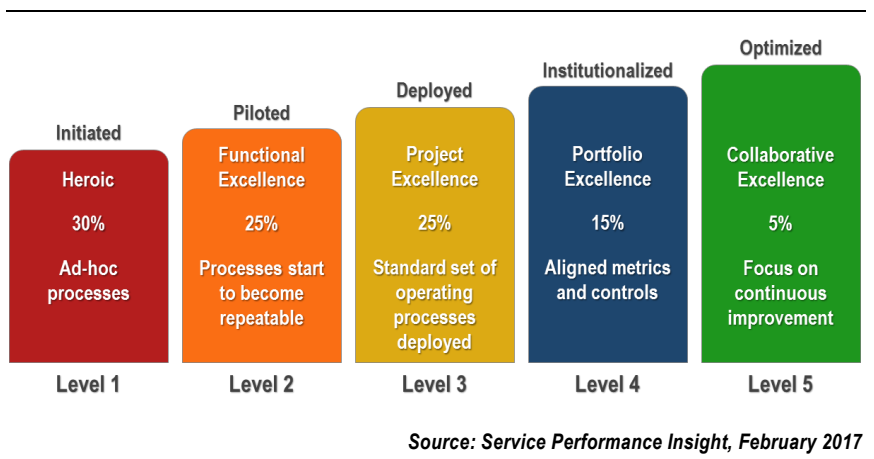 Initiated
Heroic
30%
Ad-hoc
processes
Level 1
Piloted
Functional
Excellence
25%
Processes start
to become
repeatable
Level 2
Deployed
Project
Excellence
25%
Standard set of
operating
processes
deployed
Level 3
Institutionalized
Portfolio
Excellence
15%
Aligned metrics
and controls
Level 4
Optimized
Collaborative
Excellence
5%
Focus on
continuous
improvement
Level 5
Source: Service Performance Insight, February 2017